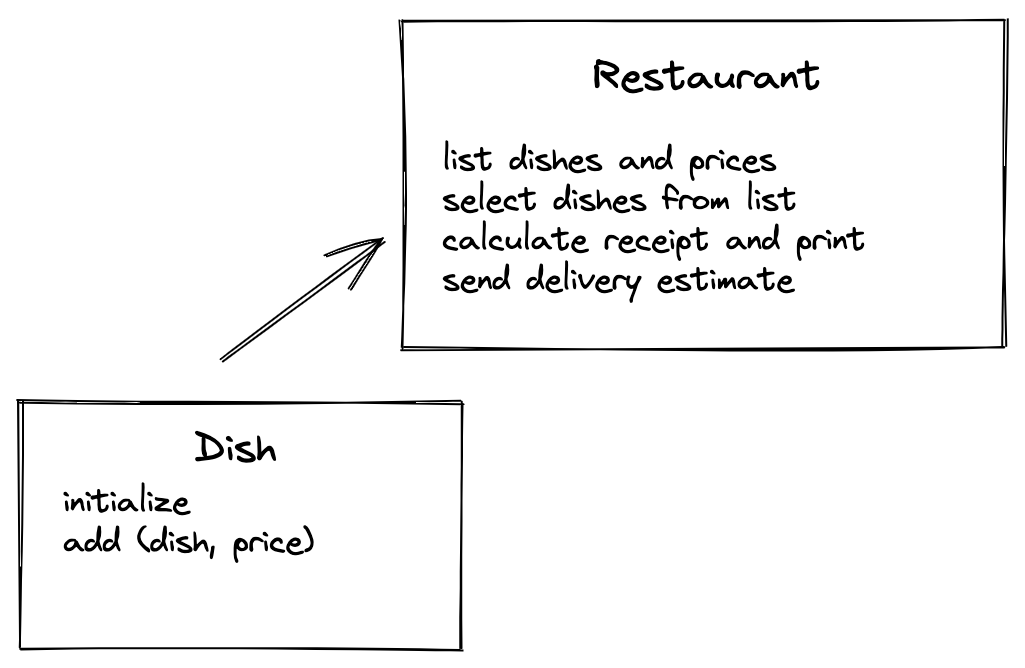 Restaurant
list dishes and prices
select dishes from list
calculate receipt and print
send delivery estimate
Dish
initialize
add (dish, price)